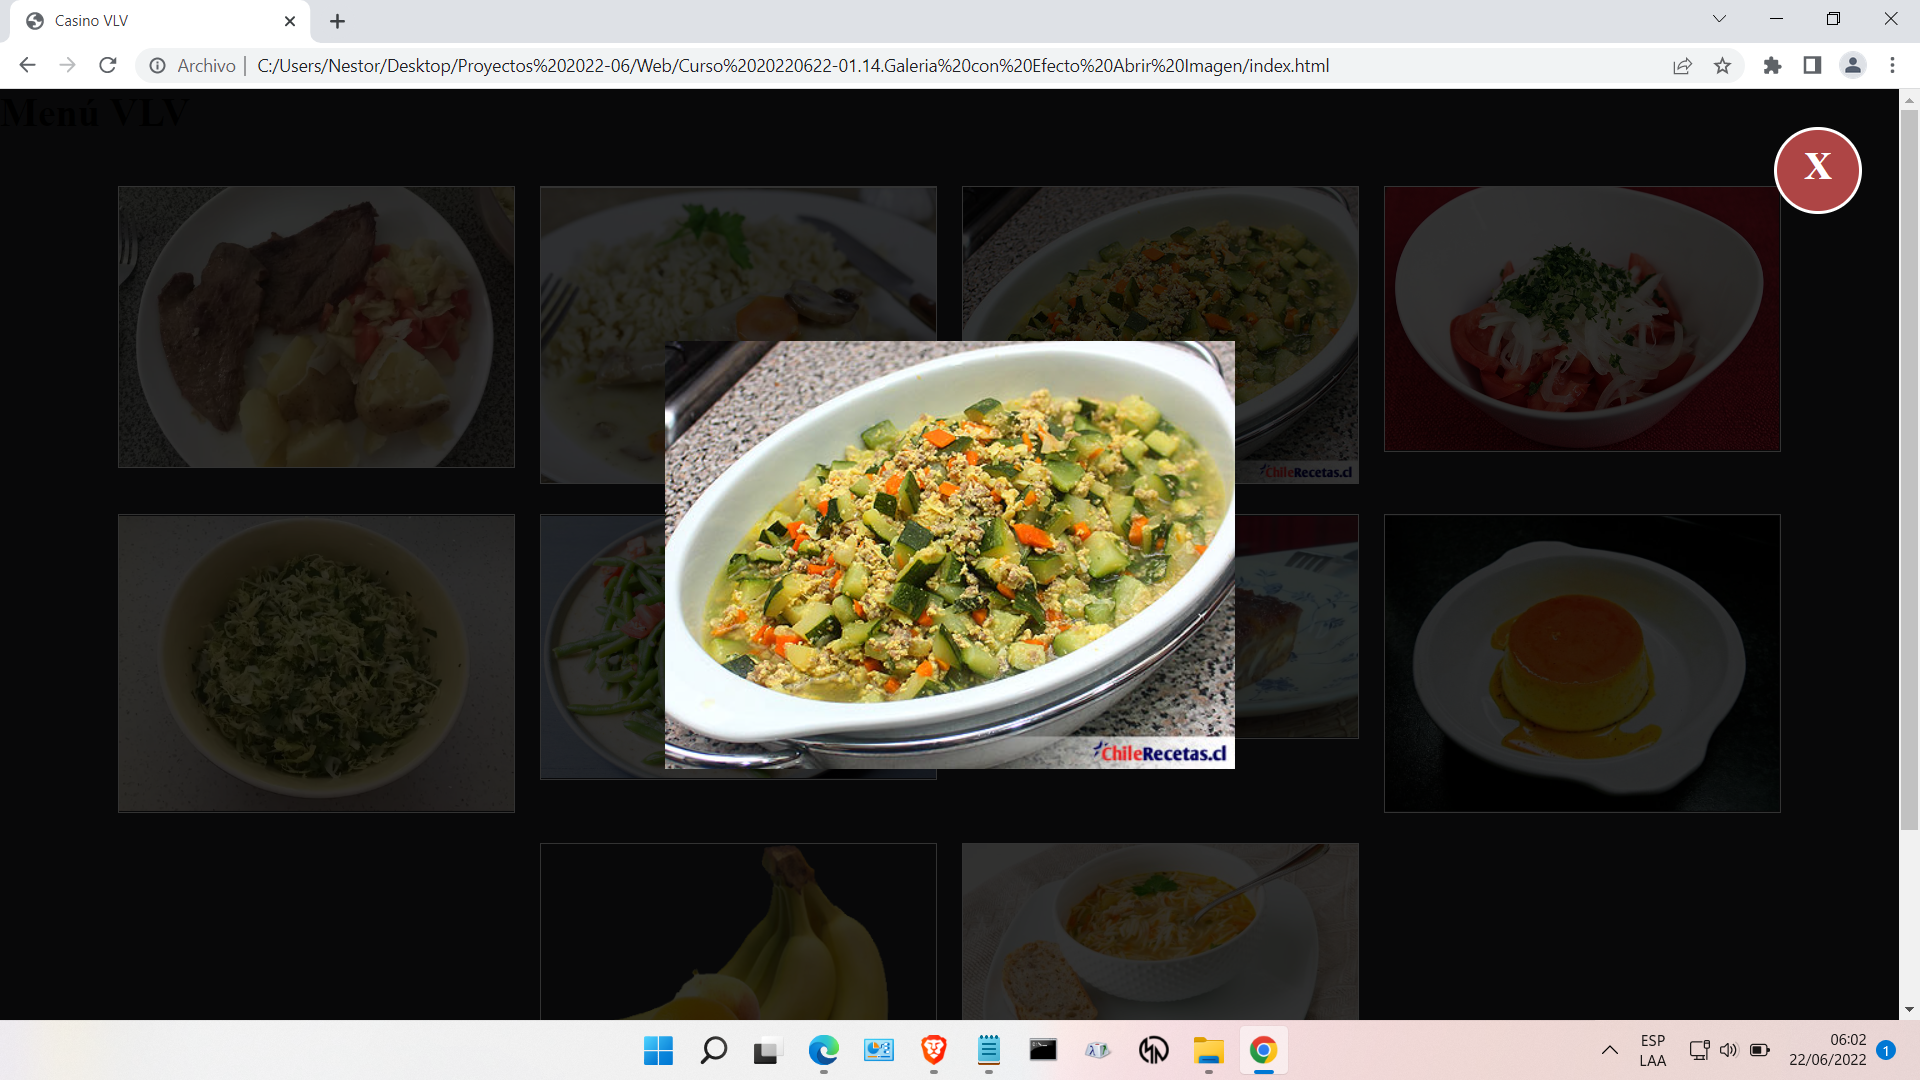 Casino VLV
Archivo
C:/Users/Nestor/Desktop/Proyectos%202022-06/Web/Curso%2020220622-01.14.Galeria%20con%20Efecto%20Abrir%20Imagen/index.html
Menú VLV
X
ChileRecetas.cl
ChileRecetas.cl
ESP
LAA
06:02
22/06/2022
1